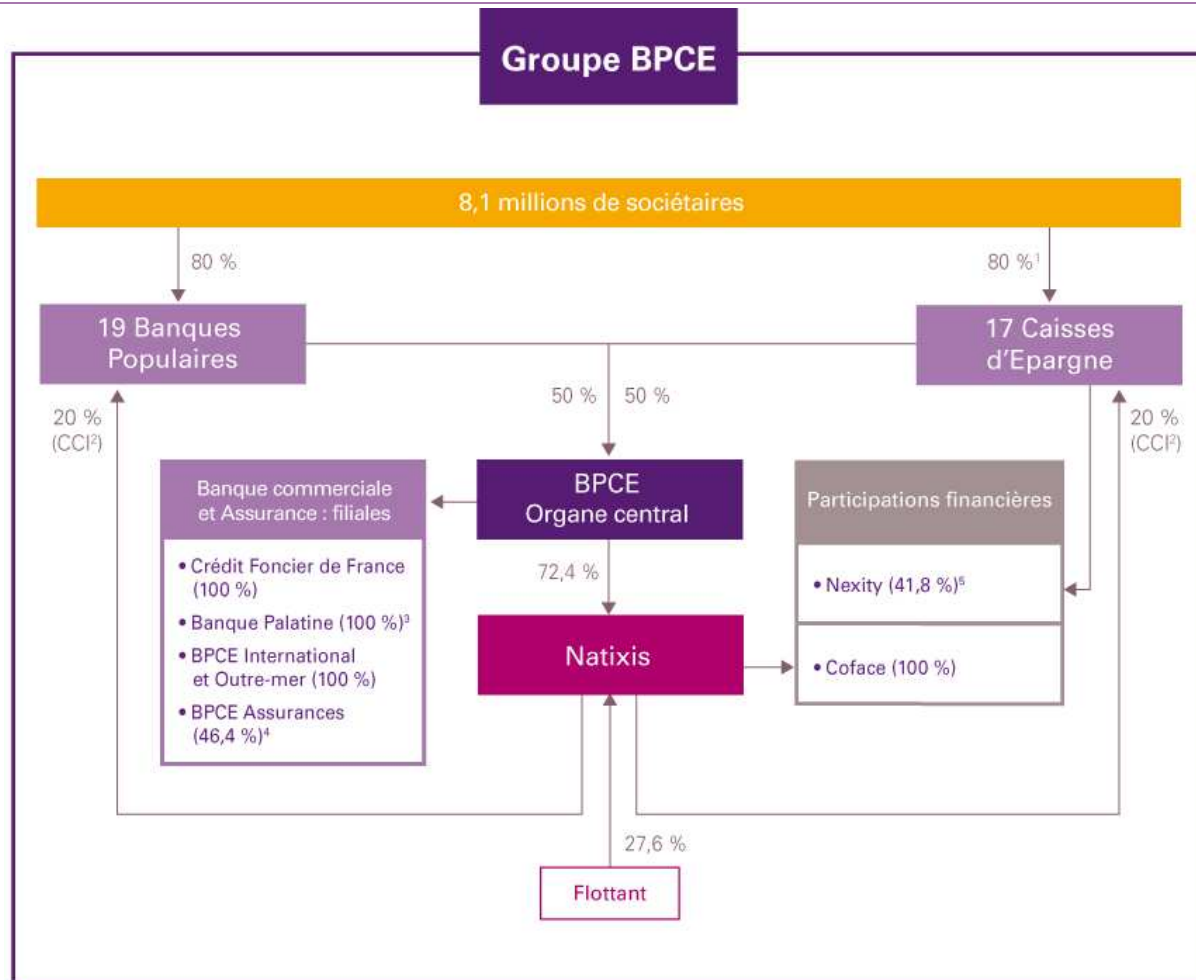 Groupe BPCE
8,1 millions de sociétaires
80 %
80 %¹
19 Banques
Populaires
17 Caisses
d'Epargne
50 %
50 %
20 %
(CCI²)
20 %
(CCI²)
Banque commerciale
et Assurance : filiales
• Crédit Foncier de France
(100 %)
• Banque Palatine (100 %)³
• BPCE International
et Outre-mer (100 %)
• BPCE Assurances
(46,4 %)⁴
BPCE
Organe central
72,4 %
Natixis
Participations financières
• Nexity (41,8 %)⁵
• Coface (100 %)
27,6 %
Flottant